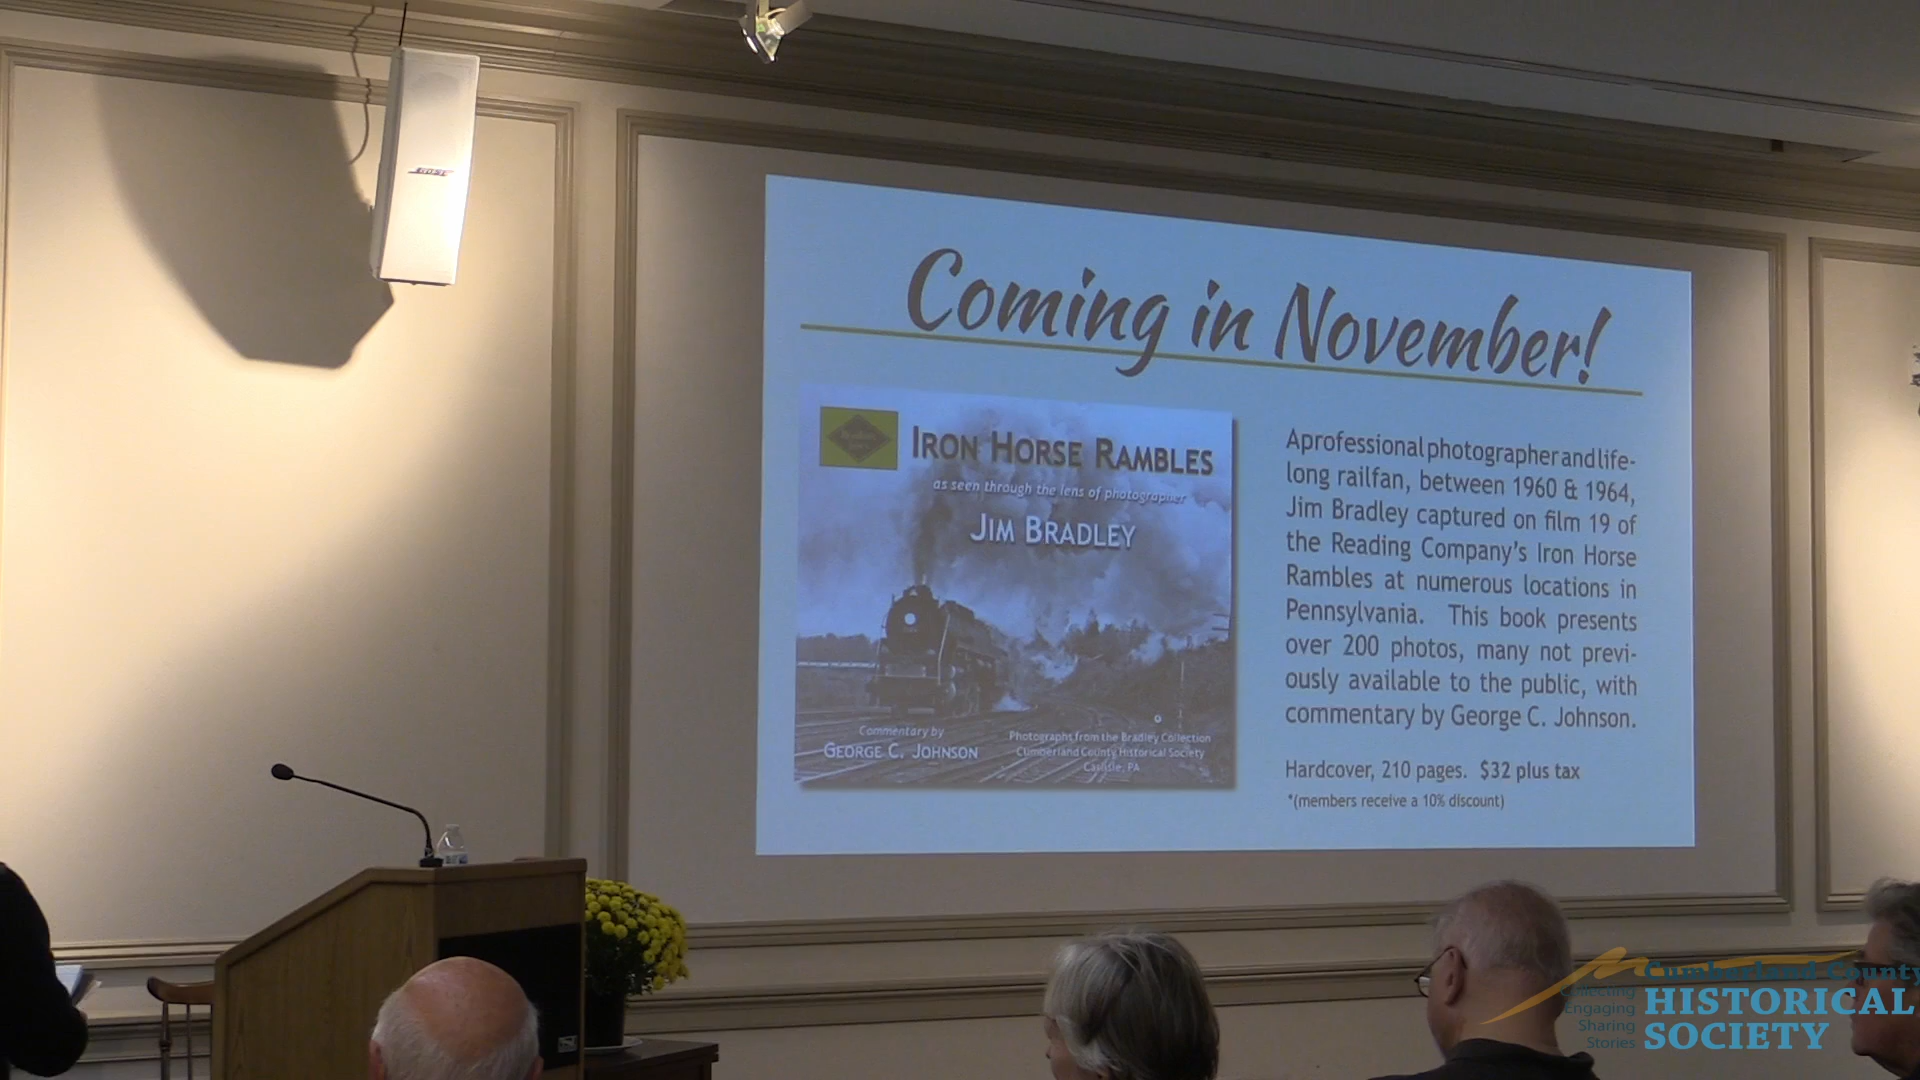 BOSE
Coming in November!
IRON HORSE RAMBLES
as seen through the lens of photographer
JIM BRADLEY
Commentary by
GEORGE C. JOHNSON
Photographs from the Bradley Collection
Cumberland County Historical Society
Carlisle, PA
A professional photographer and life-
long railfan, between 1960 & 1964,
Jim Bradley captured on film 19 of
the Reading Company's Iron Horse
Rambles at numerous locations in
Pennsylvania. This book presents
over 200 photos, many not previ-
ously available to the public, with
commentary by George C. Johnson.
Hardcover, 210 pages. $32 plus tax
*(members receive a 10% discount)
Cumberland County
HISTORICAL
SOCIETY
Collecting
Engaging
Sharing
Stories